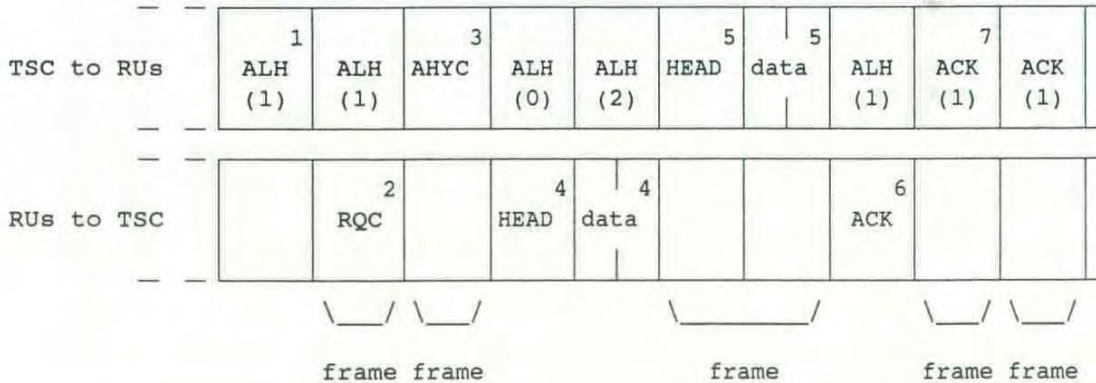 1 3 5 5 7
TSC to RUs ALH ALH AHYC ALH ALH HEAD data ALH ACK ACK
(1) (1) (0) (2) (1) (1) (1)
2 4 4 6
RUs to TSC RQC HEAD data ACK
frame frame frame frame frame